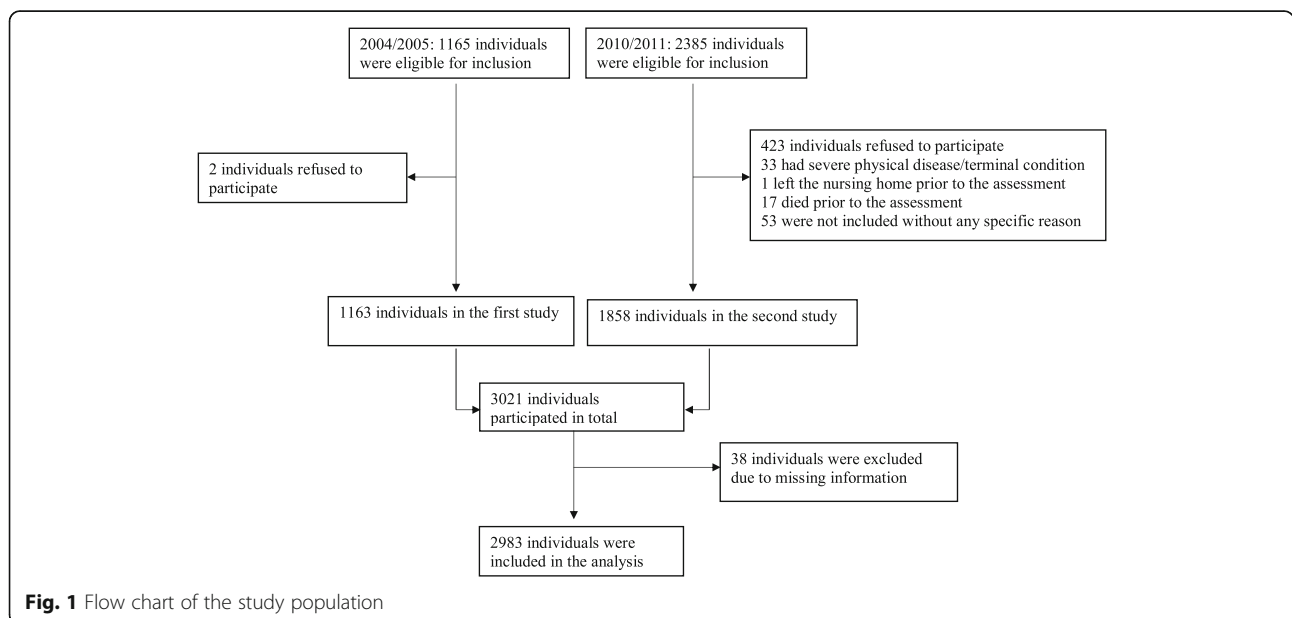 2004/2005: 1165 individuals
were eligible for inclusion
2010/2011: 2385 individuals
were eligible for inclusion
2 individuals refused to
participate
423 individuals refused to participate
33 had severe physical disease/terminal condition
1 left the nursing home prior to the assessment
17 died prior to the assessment
53 were not included without any specific reason
1163 individuals in the first study
1858 individuals in the second study
3021 individuals
participated in total
38 individuals were excluded
due to missing information
2983 individuals were
included in the analysis
Fig. 1 Flow chart of the study population